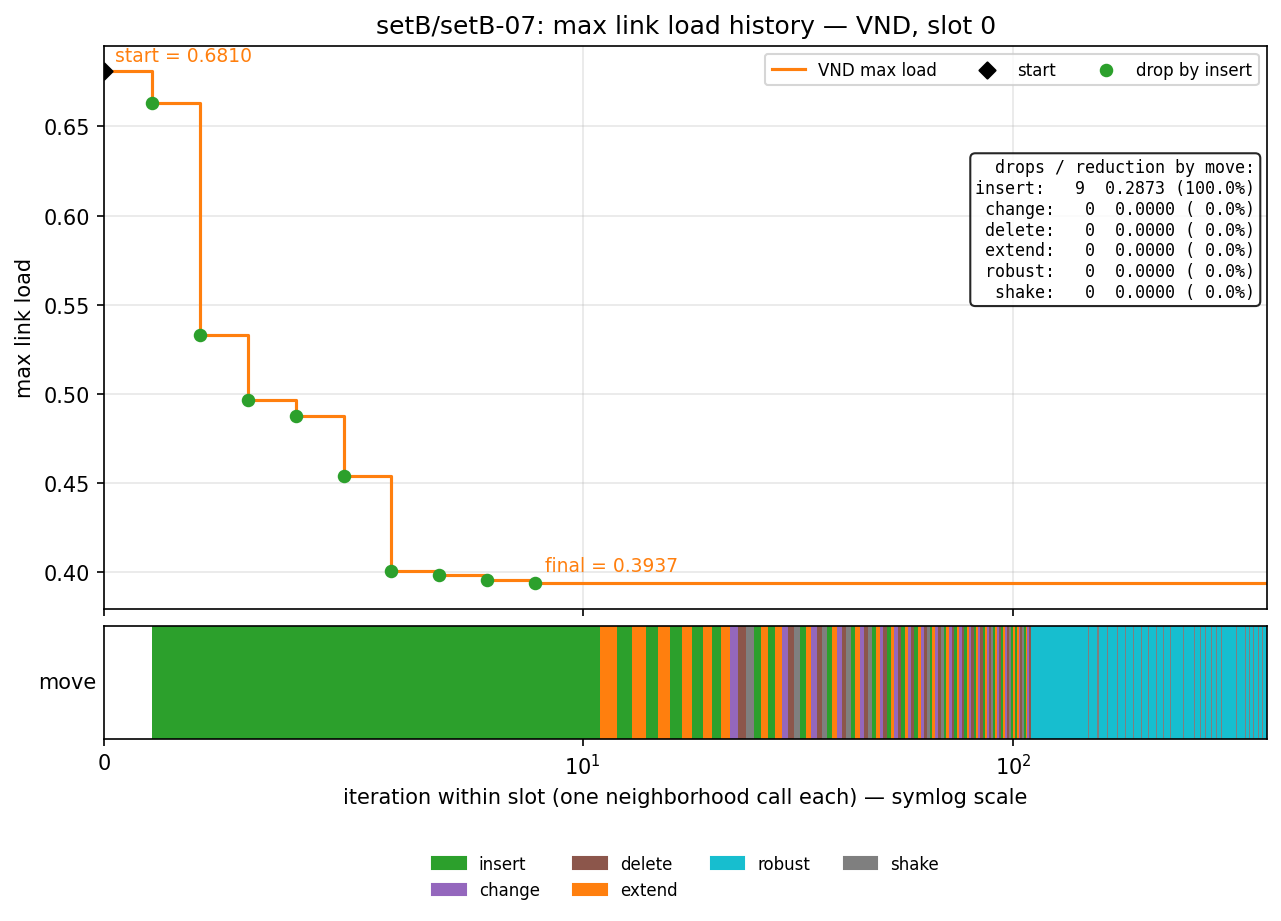 setB/setB-07: max link load history — VND, slot 0
start = 0.6810
VND max load   start   drop by insert
drops / reduction by move:
insert:   9  0.2873 (100.0%)
change:   0  0.0000 ( 0.0%)
delete:   0  0.0000 ( 0.0%)
extend:   0  0.0000 ( 0.0%)
robust:   0  0.0000 ( 0.0%)
shake:   0  0.0000 ( 0.0%)
max link load
0.65
0.60
0.55
0.50
0.45
0.40
final = 0.3937
move
0   10¹   10²
iteration within slot (one neighborhood call each) — symlog scale
insert   delete   robust   shake
change   extend